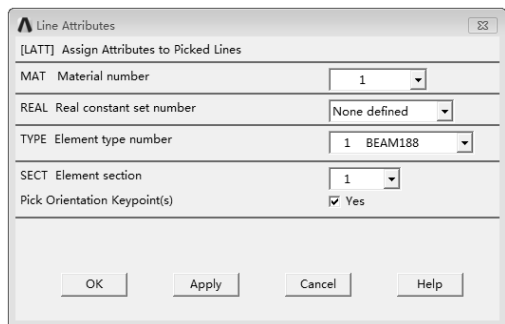 Line Attributes
[LATT] Assign Attributes to Picked Lines
MAT Material number 1
REAL Real constant set number None defined
TYPE Element type number 1 BEAM188
SECT Element section 1
Pick Orientation Keypoint(s) Yes
OK Apply Cancel Help